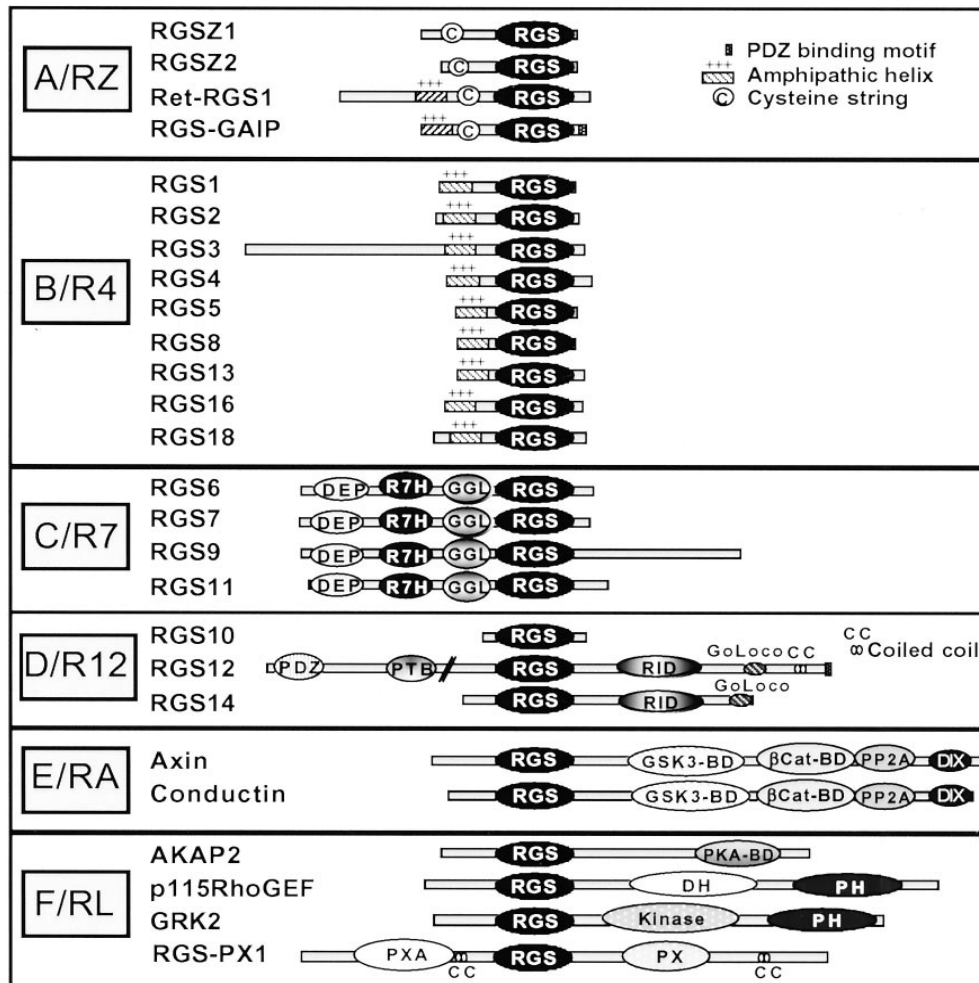 RGSZ1 RGS
RGSZ2 RGS
A/RZ
+++
Ret-RGS1 C RGS
+++
RGS-GAIP C RGS
PDZ binding motif
+++
Amphipathic helix
C Cysteine string
B/R4
+++
RGS1 RGS
+++
RGS2 RGS
+++
RGS3 RGS
+++
RGS4 RGS
+++
RGS5 RGS
+++
RGS8 RGS
+++
RGS13 RGS
+++
RGS16 RGS
+++
RGS18 RGS
C/R7
RGS6 DEP R7H GGL RGS
RGS7 DEP R7H GGL RGS
RGS9 DEP R7H GGL RGS
RGS11 DEP R7H GGL RGS
D/R12
RGS10 RGS
CC
Coiled coil
GoLoco CC
RGS12 PDZ PTB RGS RID
GoLoco
RGS14 RGS RID
E/RA
Axin RGS GSK3-BD βCat-BD PP2A DIX
Conductin RGS GSK3-BD βCat-BD PP2A DIX
F/RL
AKAP2 RGS PKA-BD
p115RhoGEF RGS DH PH
GRK2 RGS Kinase PH
RGS-PX1 PXA RGS PX
CC CC